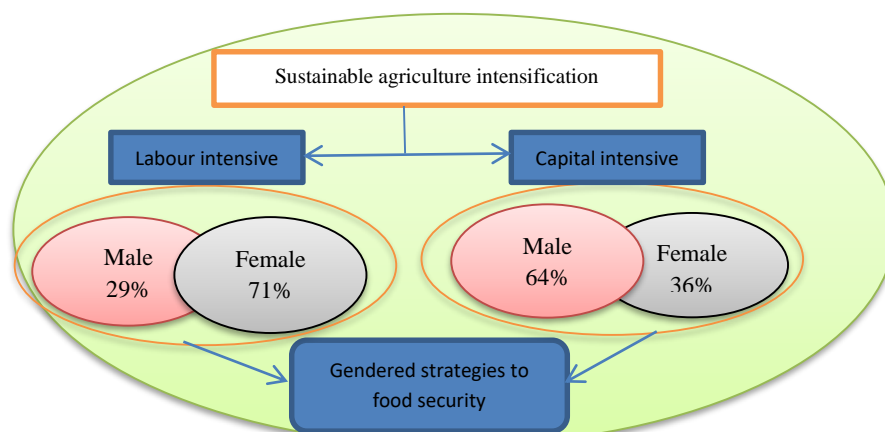 Sustainable agriculture intensification
Labour intensive
Capital intensive
Male
29%
Female
71%
Male
64%
Female
36%
Gendered strategies to
food security